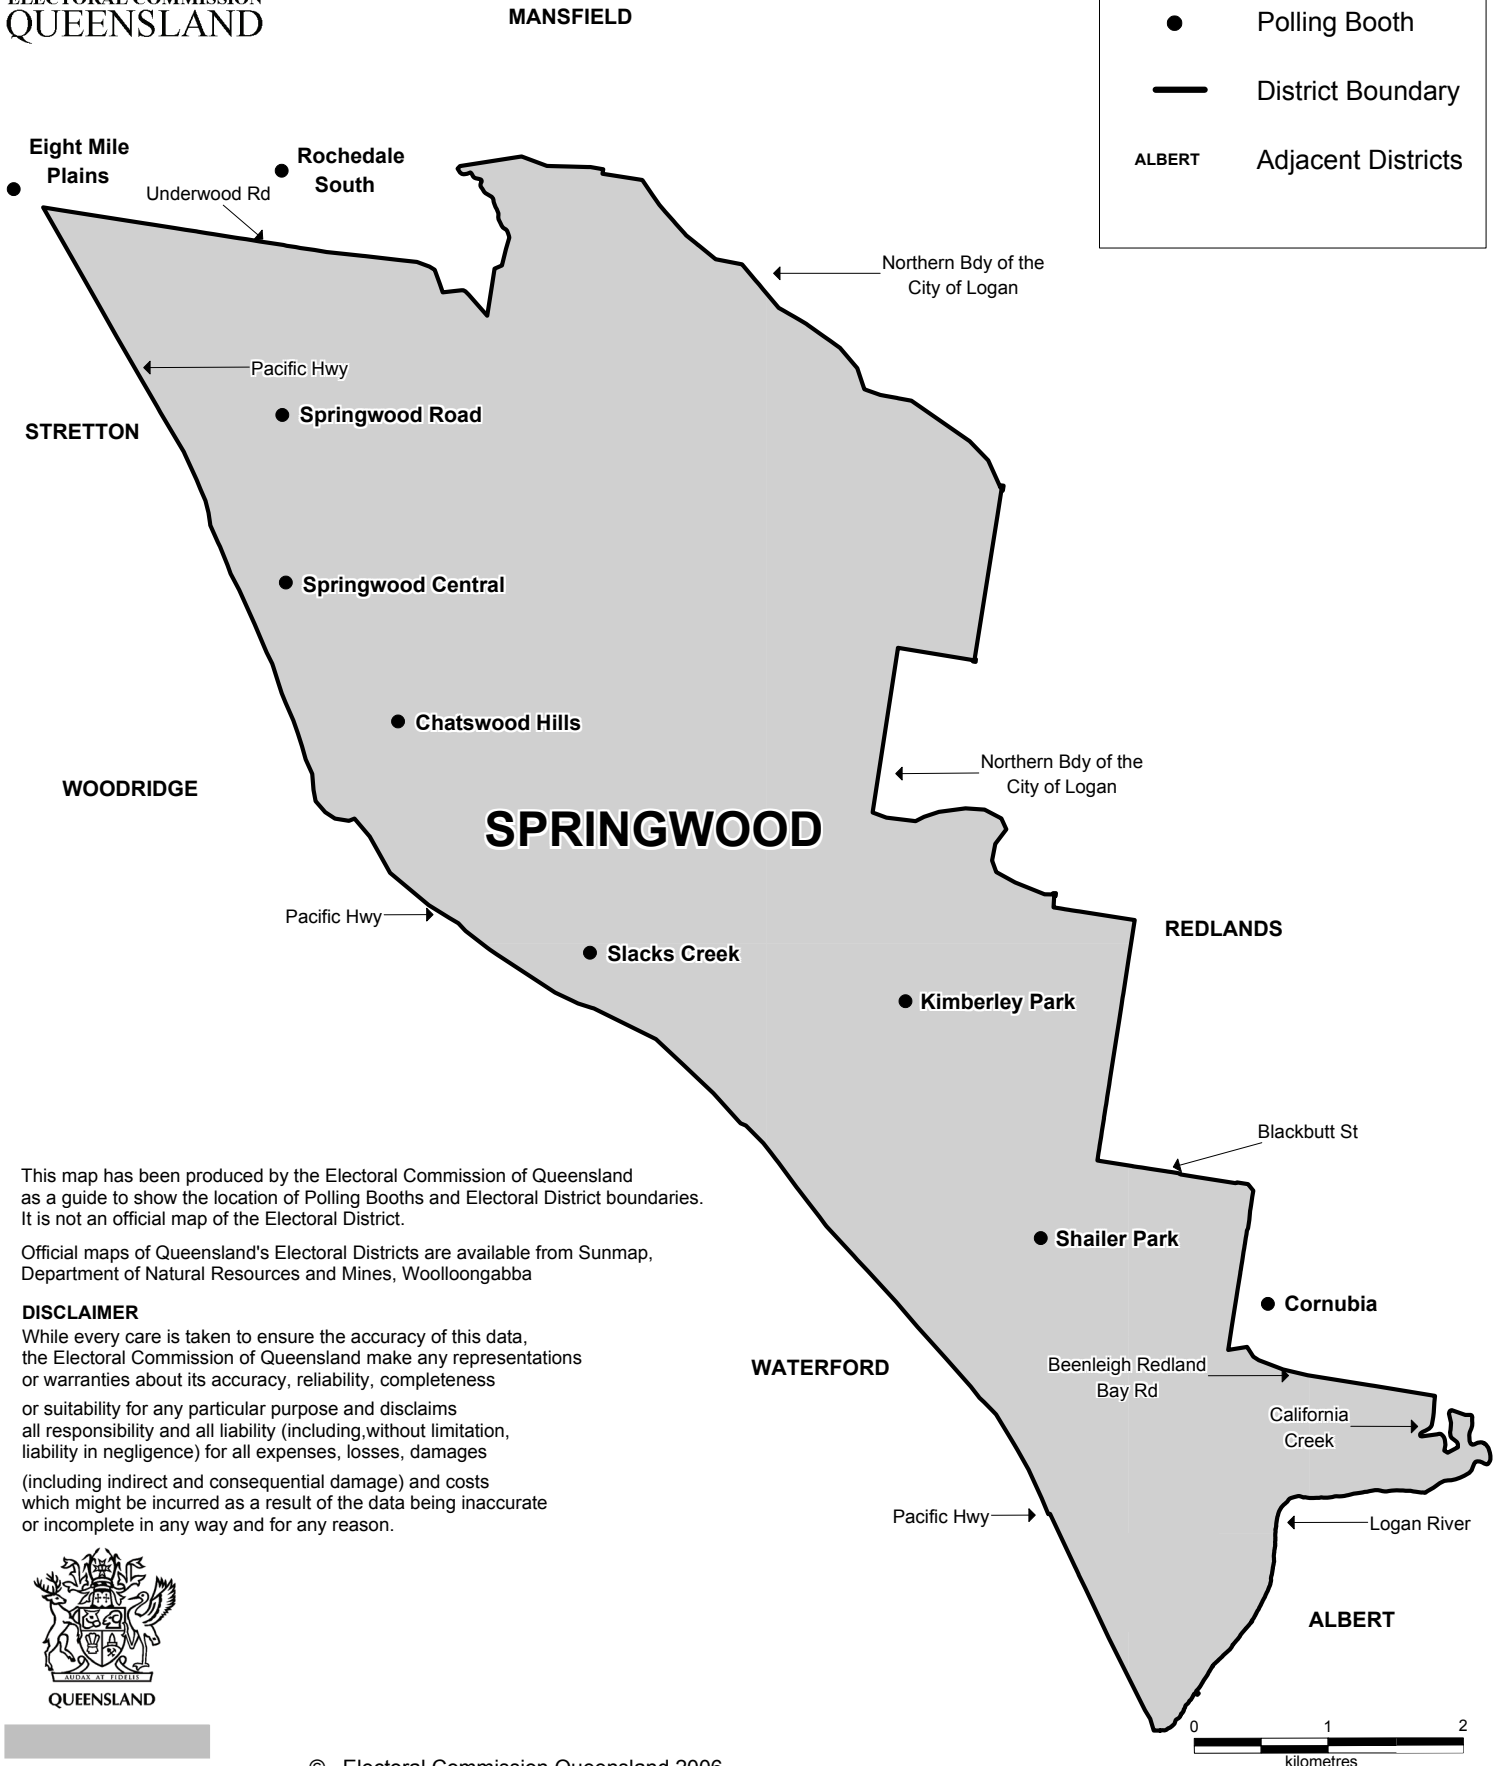 ELECTORAL COMMISSION
QUEENSLAND
MANSFIELD
Polling Booth
District Boundary
ALBERT Adjacent Districts
Eight Mile
Plains
Rochedale
South
Underwood Rd
Northern Bdy of the
City of Logan
Pacific Hwy
Springwood Road
STRETTON
Springwood Central
Chatswood Hills
Northern Bdy of the
City of Logan
WOODRIDGE
SPRINGWOOD
Pacific Hwy
REDLANDS
Slacks Creek
Kimberley Park
Blackbutt St
This map has been produced by the Electoral Commission of Queensland
as a guide to show the location of Polling Booths and Electoral District boundaries.
It is not an official map of the Electoral District.
Official maps of Queensland's Electoral Districts are available from Sunmap,
Department of Natural Resources and Mines, Woolloongabba
DISCLAIMER
While every care is taken to ensure the accuracy of this data,
the Electoral Commission of Queensland make any representations
or warranties about its accuracy, reliability, completeness
or suitability for any particular purpose and disclaims
all responsibility and all liability (including,without limitation,
liability in negligence) for all expenses, losses, damages
(including indirect and consequential damage) and costs
which might be incurred as a result of the data being inaccurate
or incomplete in any way and for any reason.
Shailer Park
Cornubia
WATERFORD
Beenleigh Redland
Bay Rd
California
Creek
Pacific Hwy
Logan River
ALBERT
AUDAX AT FIDELIS
QUEENSLAND
0 1 2
kilometres
© Electoral Commission Queensland 2006